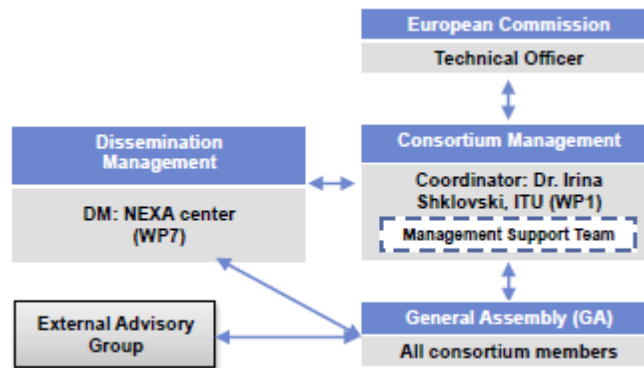 European Commission
Technical Officer
Dissemination
Management
DM: NEXA center
(WP7)
Consortium Management
Coordinator: Dr. Irina
Shklovski, ITU (WP1)
Management Support Team
External Advisory
Group
General Assembly (GA)
All consortium members